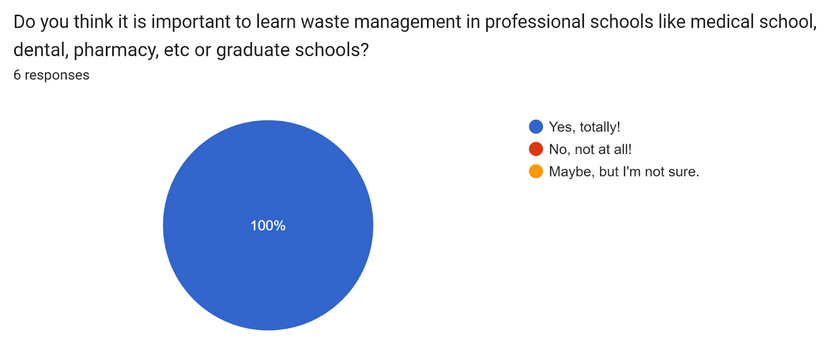 Do you think it is important to learn waste management in professional schools like medical school,
dental, pharmacy, etc or graduate schools?
6 responses
Yes, totally!
No, not at all!
Maybe, but I'm not sure.
100%